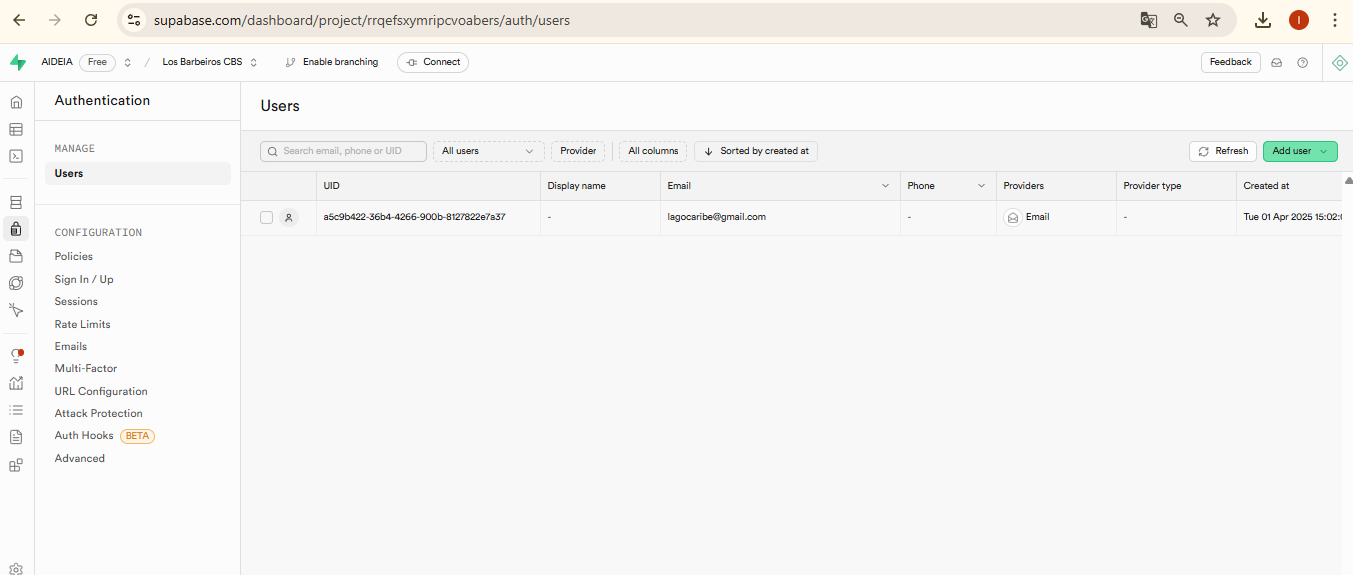 supabase.com/dashboard/project/rrqefsxymripcvoabers/auth/users
I
AIDEIA Free / Los Barbeiros CBS Enable branching Connect Feedback
Authentication
Users
MANAGE
Users
CONFIGURATION
Policies
Sign In / Up
Sessions
Rate Limits
Emails
Multi-Factor
URL Configuration
Attack Protection
Auth Hooks BETA
Advanced
Search email, phone or UID All users Provider All columns Sorted by created at Refresh Add user
UID Display name Email Phone Providers Provider type Created at
a5c9b422-36b4-4266-900b-8127822e7a37 - lagocaribe@gmail.com - Email - Tue 01 Apr 2025 15:02: